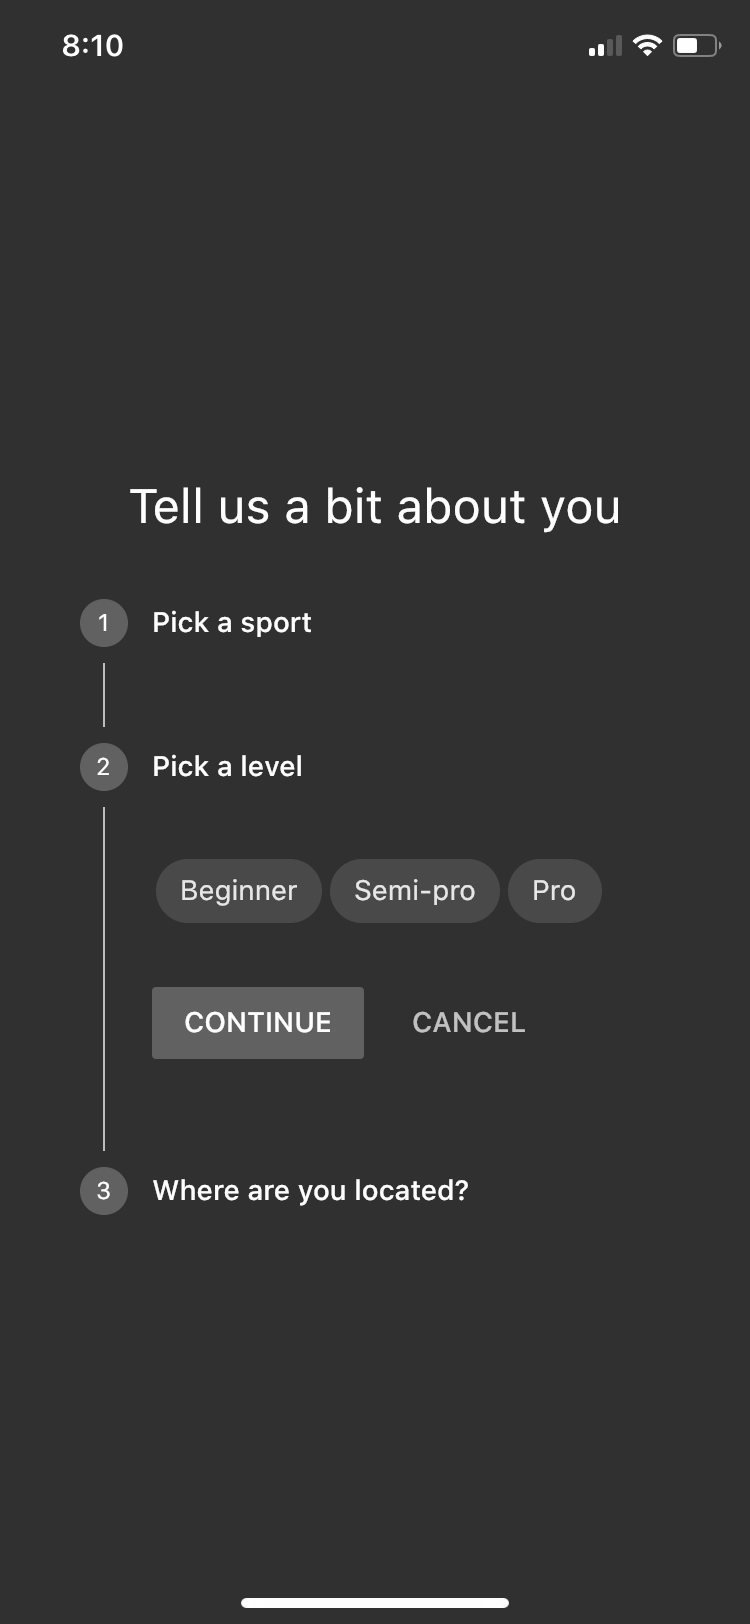 8:10
Tell us a bit about you
1 Pick a sport
2 Pick a level
Beginner Semi-pro Pro
CONTINUE CANCEL
3 Where are you located?